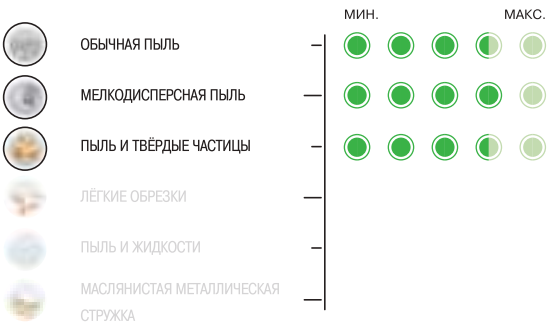 МИН. МАКС.
ОБЫЧНАЯ ПЫЛЬ
МЕЛКОДИСПЕРСНАЯ ПЫЛЬ
ПЫЛЬ И ТВЁРДЫЕ ЧАСТИЦЫ
ЛЁГКИЕ ОБРЕЗКИ
ПЫЛЬ И ЖИДКОСТИ
МАСЛЯНИСТАЯ МЕТАЛЛИЧЕСКАЯ
СТРУЖКА